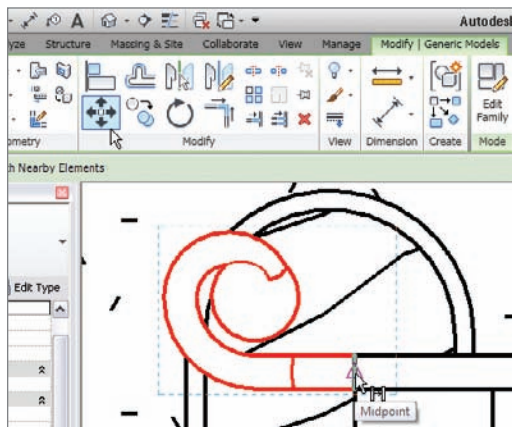 A
Autodes
yze Structure Massing & Site Collaborate View Manage Modify | Generic Models
Edit
Family
ometry Modify View Dimension Create Mode
h Nearby Elements
Edit Type
Midpoint